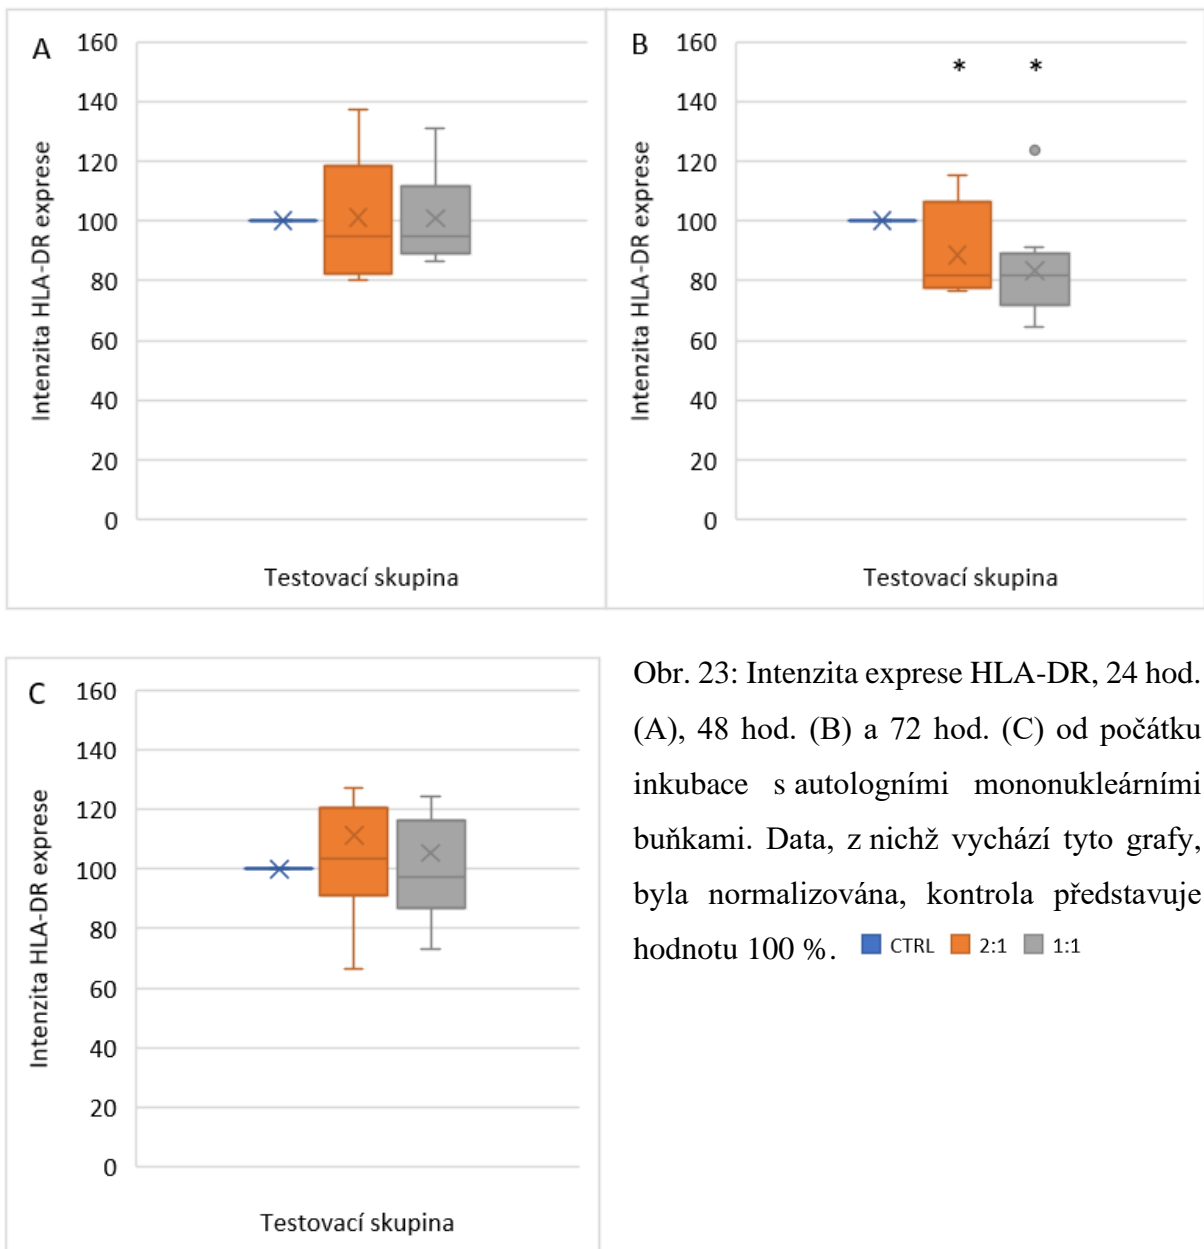 A
160
140
120
100
80
60
40
20
0
Intenzita HLA-DR exprese
Testovací skupina
B
160
140
120
100
80
60
40
20
0
* *
Intenzita HLA-DR exprese
Testovací skupina
C
160
140
120
100
80
60
40
20
0
Intenzita HLA-DR exprese
Testovací skupina
Obr. 23: Intenzita exprese HLA-DR, 24 hod.
(A), 48 hod. (B) a 72 hod. (C) od počátku
inkubace s autologními mononukleárními
buňkami. Data, z nichž vychází tyto grafy,
byla normalizována, kontrola představuje
hodnotu 100 %. CTRL 2:1 1:1